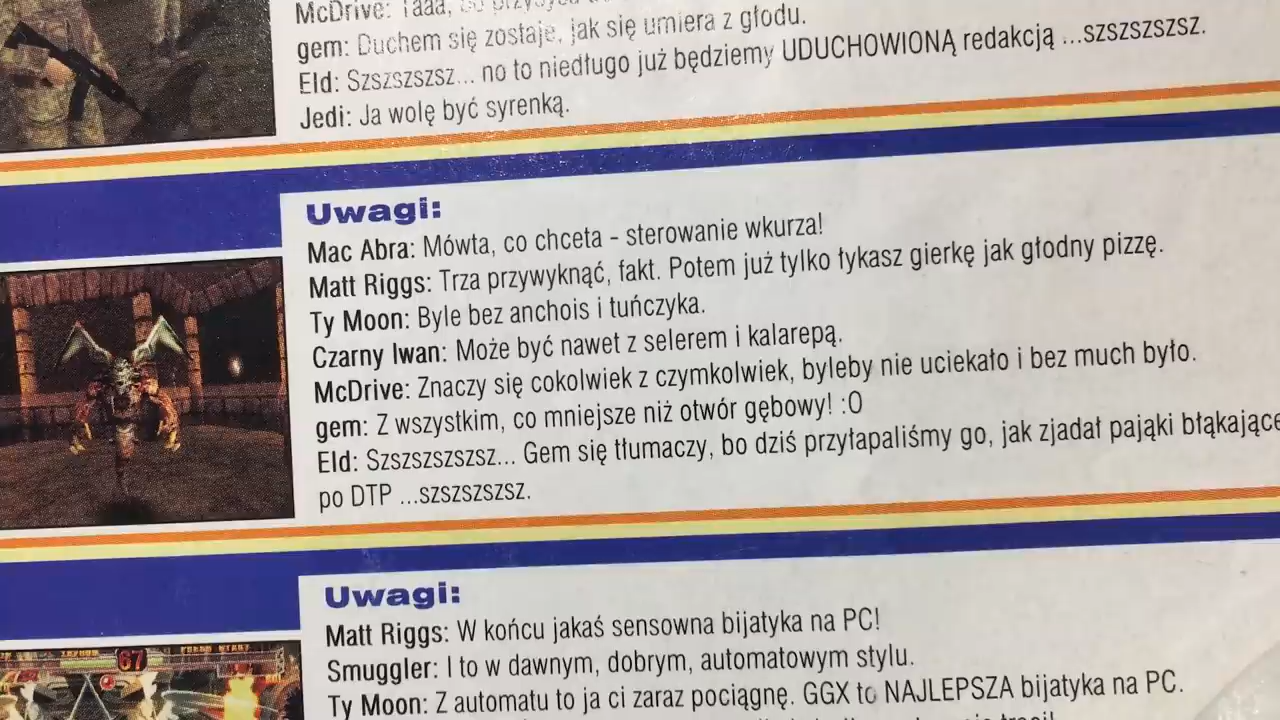 McDrive: Taaa,
gem: Duchem się zostaje, jak się umiera z głodu.
Eld: Szszszszsz... no to niedługo już będziemy UDUCHOWIONĄ redakcją ...szszszszsz.
Jedi: Ja wolę być syrenką.
Uwagi:
Mac Abra: Mówta, co chceta - sterowanie wkurza!
Matt Riggs: Trza przywyknąć, fakt. Potem już tylko łykasz gierkę jak głodny pizzę.
Ty Moon: Byle bez anchois i tuńczyka.
Czarny Iwan: Może być nawet z selerem i kalarepą.
McDrive: Znaczy się cokolwiek z czymkolwiek, byleby nie uciekało i bez much było.
gem: Z wszystkim, co mniejsze niż otwór gębowy! :O
Eld: Szszszszszsz... Gem się tłumaczy, bo dziś przyłapaliśmy go, jak zjadał pająki błąkające
po DTP ...szszszszsz.
Uwagi:
Matt Riggs: W końcu jakaś sensowna bijatyka na PC!
Smuggler: I to w dawnym, dobrym, automatowym stylu.
67
Ty Moon: Z automatu to ja ci zaraz pociągnę. GGX to NAJLEPSZA bijatyka na PC.